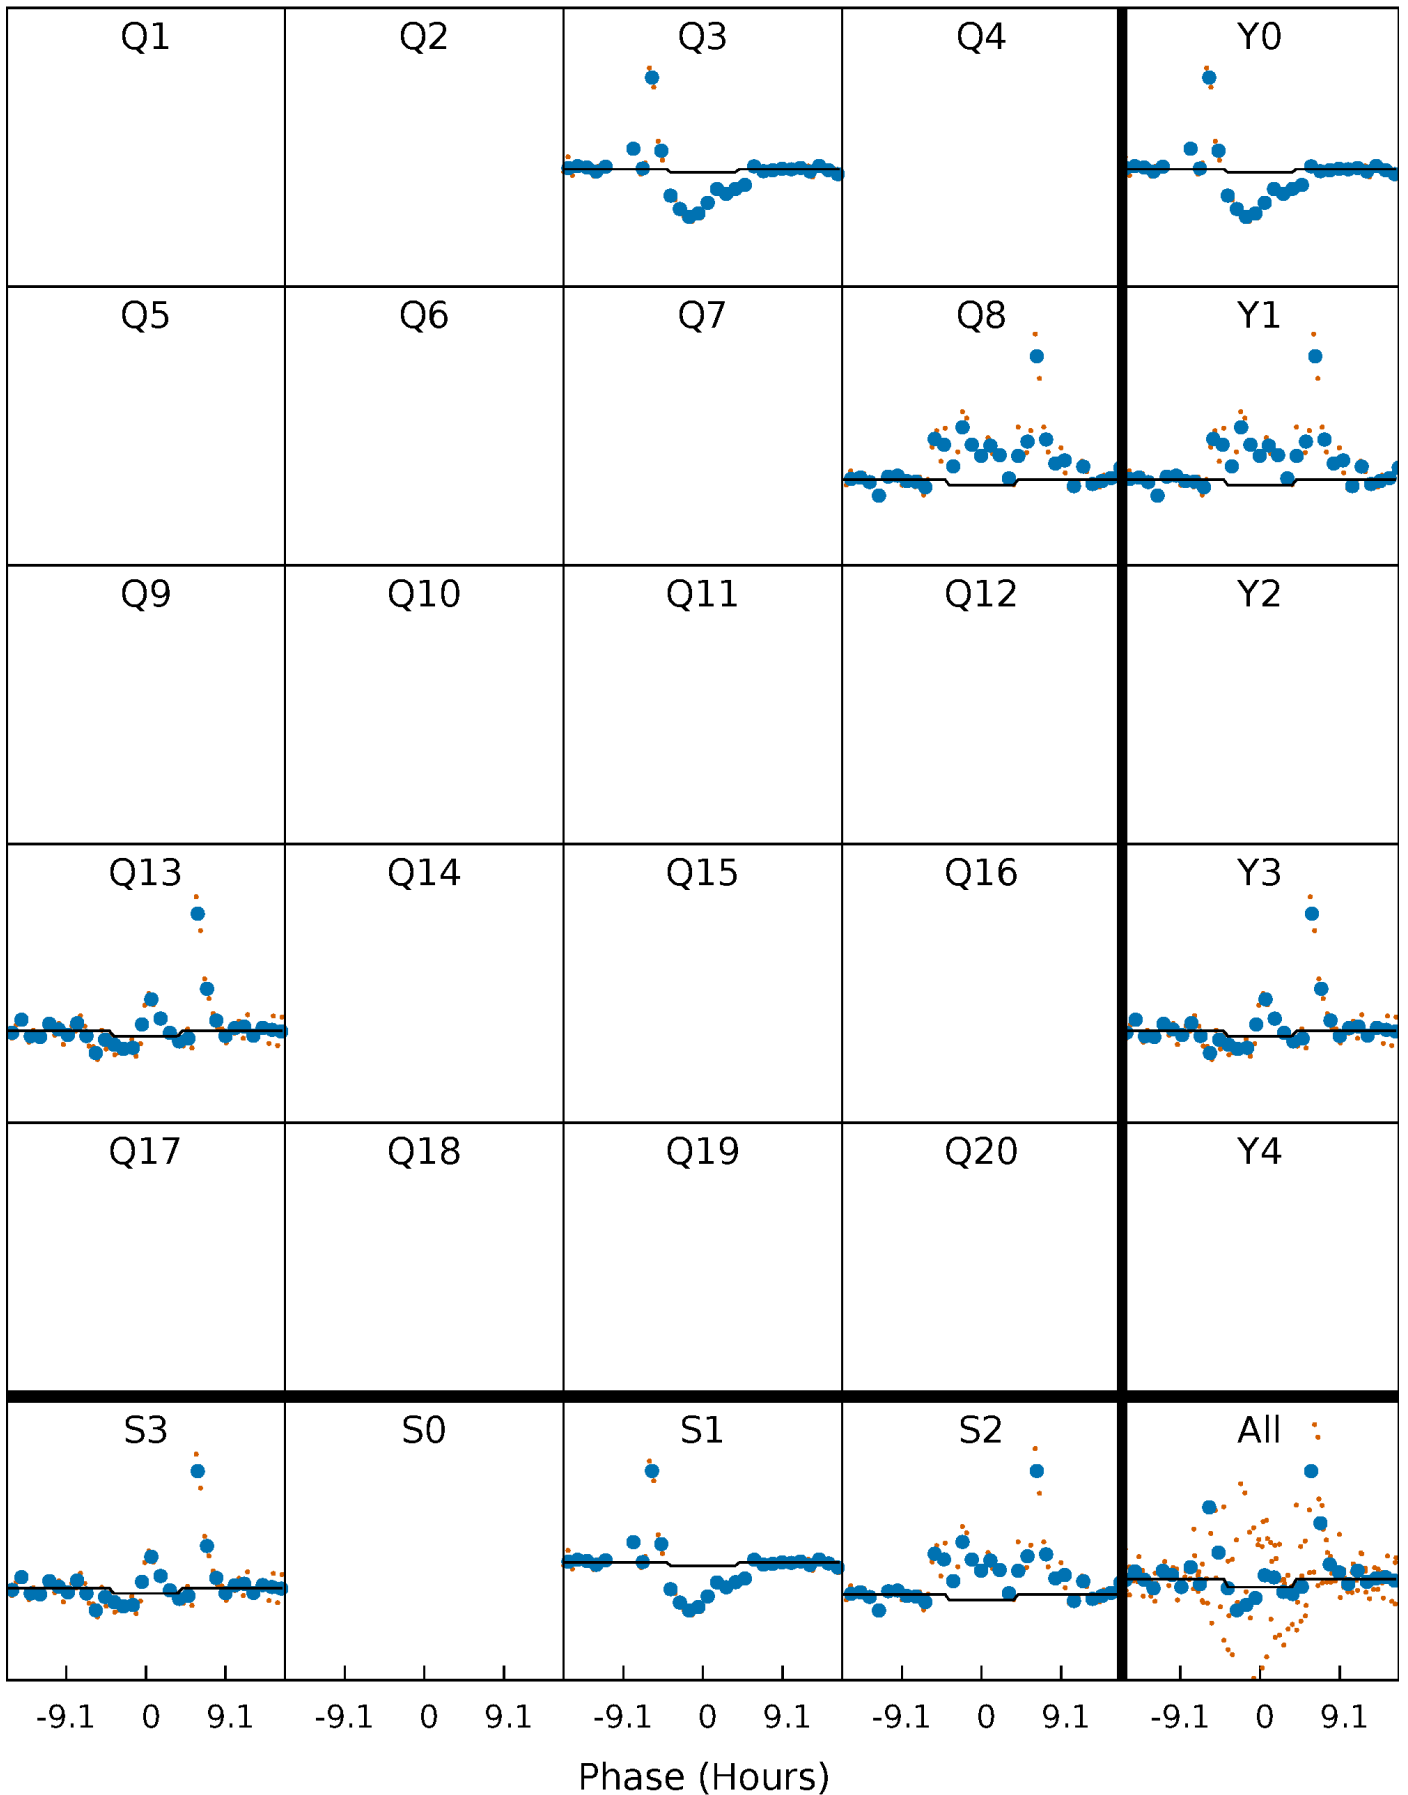 Q1 Q2 Q3 Q4 Y0
Q5 Q6 Q7 Q8 Y1
Q9 Q10 Q11 Q12 Y2
Q13 Q14 Q15 Q16 Y3
Q17 Q18 Q19 Q20 Y4
S3 S0 S1 S2 All
-9.1 0 9.1 -9.1 0 9.1 -9.1 0 9.1 -9.1 0 9.1 -9.1 0 9.1
Phase (Hours)